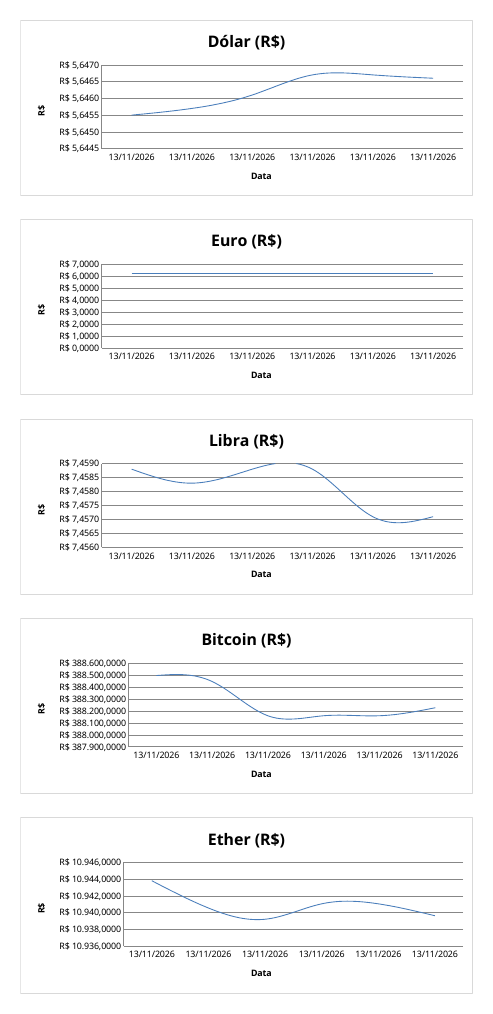 Dólar (R$)
R$ 5,6470
R$ 5,6465
R$ 5,6460
R$ 5,6455
R$ 5,6450
R$ 5,6445
R$
13/11/2026 13/11/2026 13/11/2026 13/11/2026 13/11/2026 13/11/2026
Data
Euro (R$)
R$ 7,0000
R$ 6,0000
R$ 5,0000
R$ 4,0000
R$ 3,0000
R$ 2,0000
R$ 1,0000
R$ 0,0000
R$
13/11/2026 13/11/2026 13/11/2026 13/11/2026 13/11/2026 13/11/2026
Data
Libra (R$)
R$ 7,4590
R$ 7,4585
R$ 7,4580
R$ 7,4575
R$ 7,4570
R$ 7,4565
R$ 7,4560
R$
13/11/2026 13/11/2026 13/11/2026 13/11/2026 13/11/2026 13/11/2026
Data
Bitcoin (R$)
R$ 388.600,0000
R$ 388.500,0000
R$ 388.400,0000
R$ 388.300,0000
R$ 388.200,0000
R$ 388.100,0000
R$ 388.000,0000
R$ 387.900,0000
R$
13/11/2026 13/11/2026 13/11/2026 13/11/2026 13/11/2026 13/11/2026
Data
Ether (R$)
R$ 10.946,0000
R$ 10.944,0000
R$ 10.942,0000
R$ 10.940,0000
R$ 10.938,0000
R$ 10.936,0000
R$
13/11/2026 13/11/2026 13/11/2026 13/11/2026 13/11/2026 13/11/2026
Data